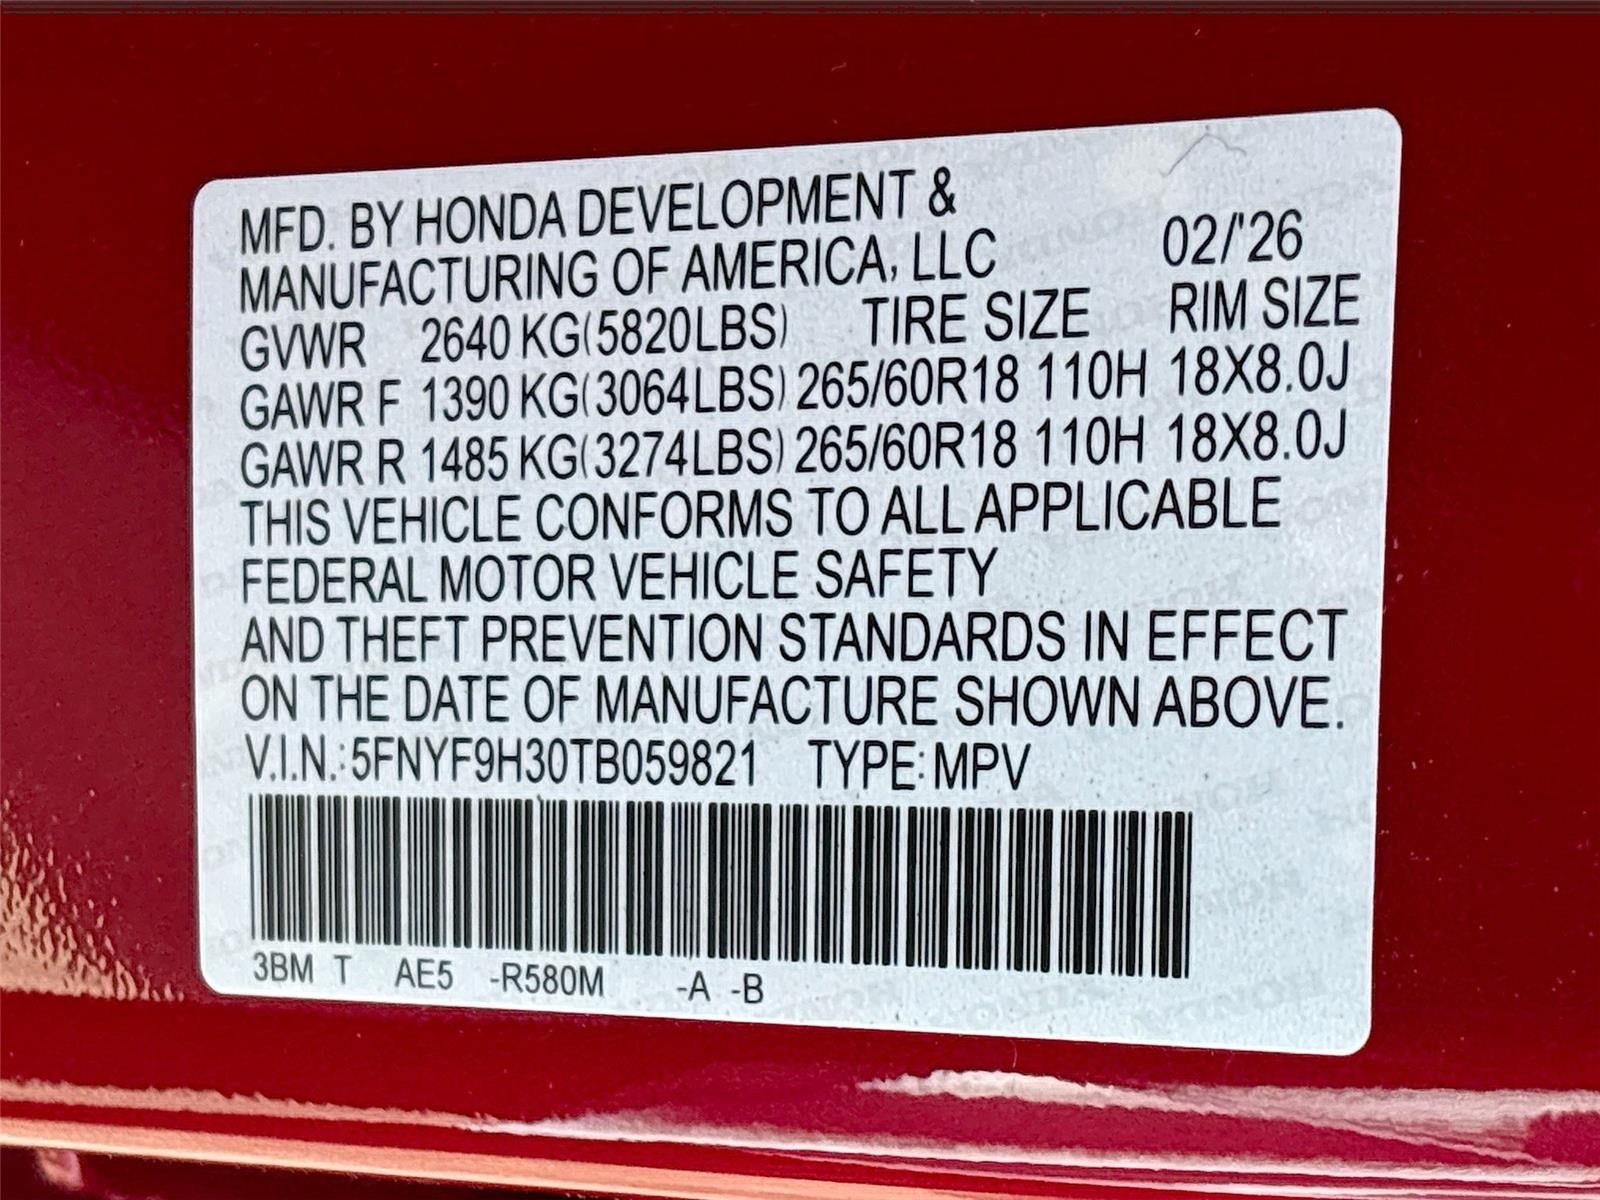 MFD. BY HONDA DEVELOPMENT &
MANUFACTURING OF AMERICA, LLC 02/'26
GVWR 2640 KG(5820LBS) TIRE SIZE RIM SIZE
GAWR F 1390 KG(3064LBS) 265/60R18 110H 18X8.0J
GAWR R 1485 KG(3274LBS) 265/60R18 110H 18X8.0J
THIS VEHICLE CONFORMS TO ALL APPLICABLE
FEDERAL MOTOR VEHICLE SAFETY
AND THEFT PREVENTION STANDARDS IN EFFECT
ON THE DATE OF MANUFACTURE SHOWN ABOVE.
V.I.N.:5FNYF9H30TB059821 TYPE:MPV
3BM T AE5 -R580M -A -B